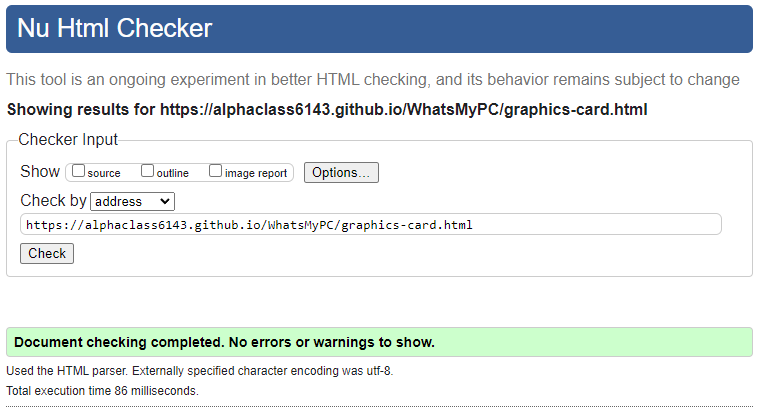 Nu Html Checker
This tool is an ongoing experiment in better HTML checking, and its behavior remains subject to change
Showing results for https://alphaclass6143.github.io/WhatsMyPC/graphics-card.html
Checker Input
Show source outline image report Options...
Check by address
https://alphaclass6143.github.io/WhatsMyPC/graphics-card.html
Check
Document checking completed. No errors or warnings to show.
Used the HTML parser. Externally specified character encoding was utf-8.
Total execution time 86 milliseconds.